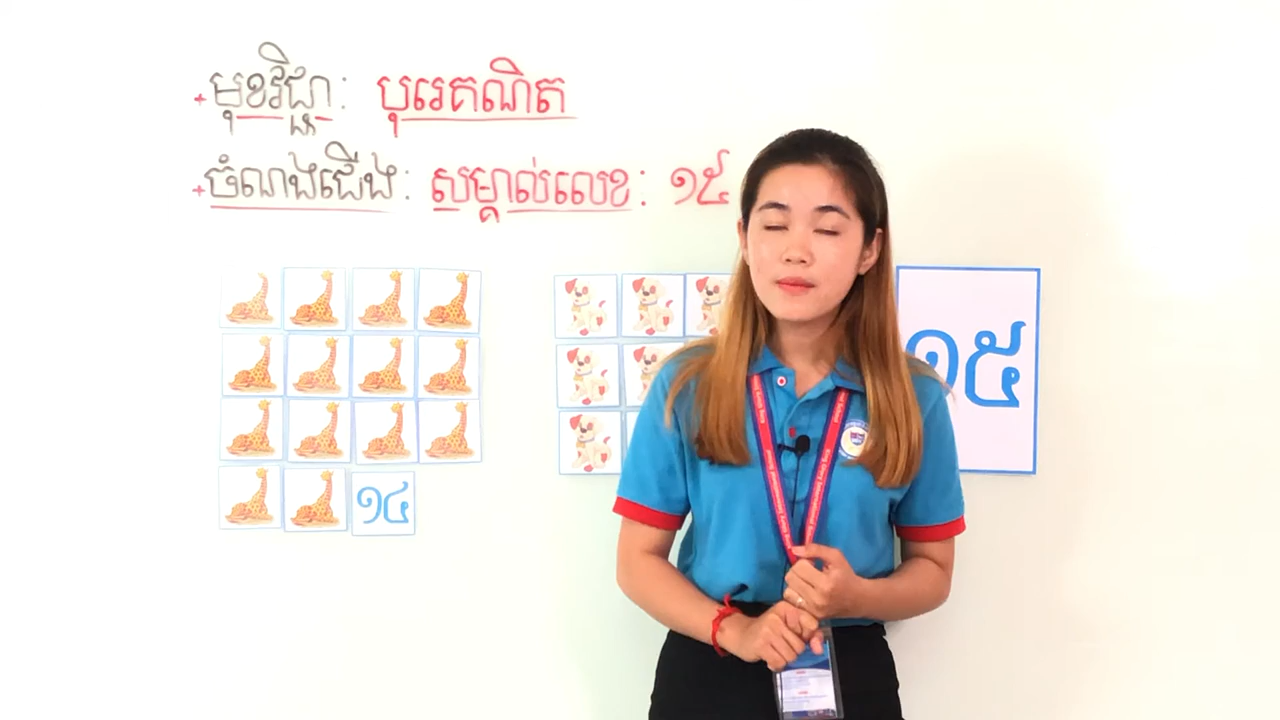 + មុខវិជ្ជា : បុរេគណិត
+ ចំណងជើង : សម្គាល់លេខ : ១៥
១៤
១៥